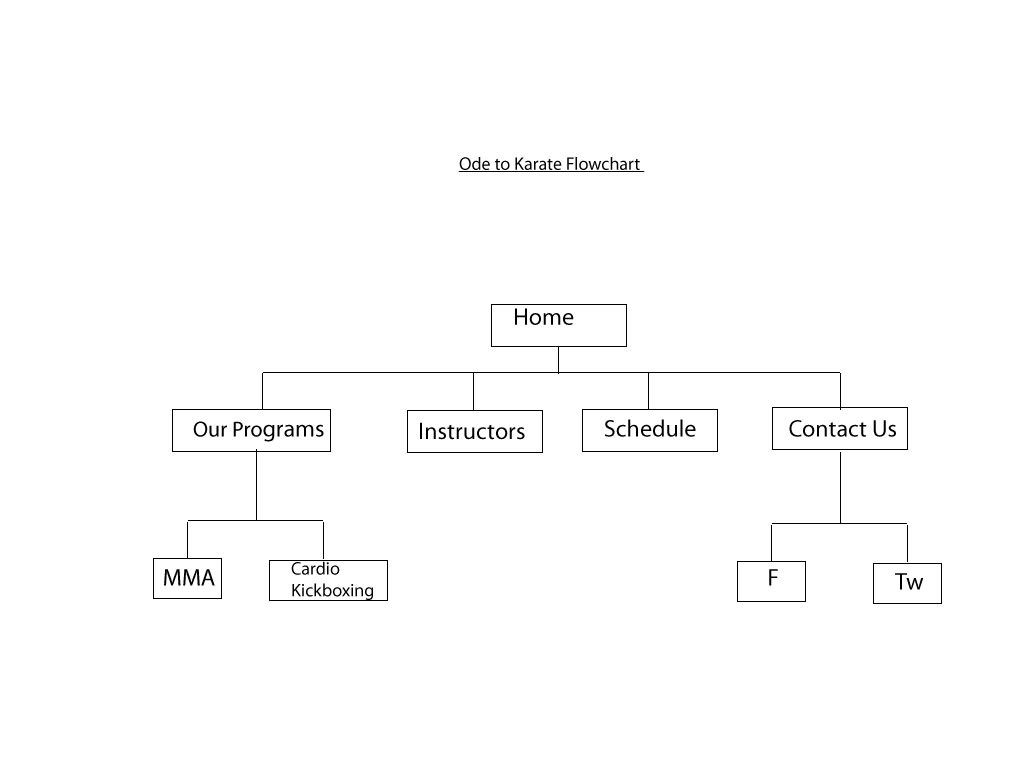 Ode to Karate Flowchart
Home
Our Programs
Instructors
Schedule
Contact Us
MMA
Cardio
Kickboxing
F
Tw